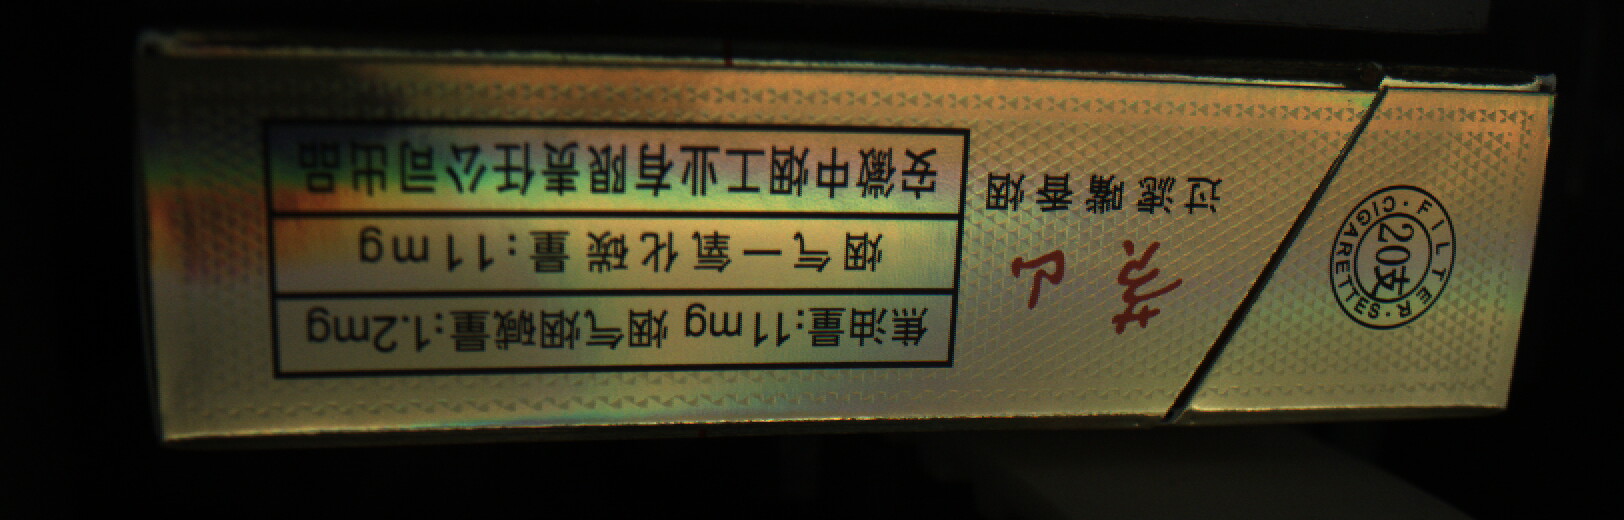 FILTER · CIGARETTES ·
20支
黄山
过滤嘴香烟
焦油量:11mg 烟气烟碱量:1.2mg
烟气一氧化碳量:11mg
安徽中烟工业有限责任公司出品